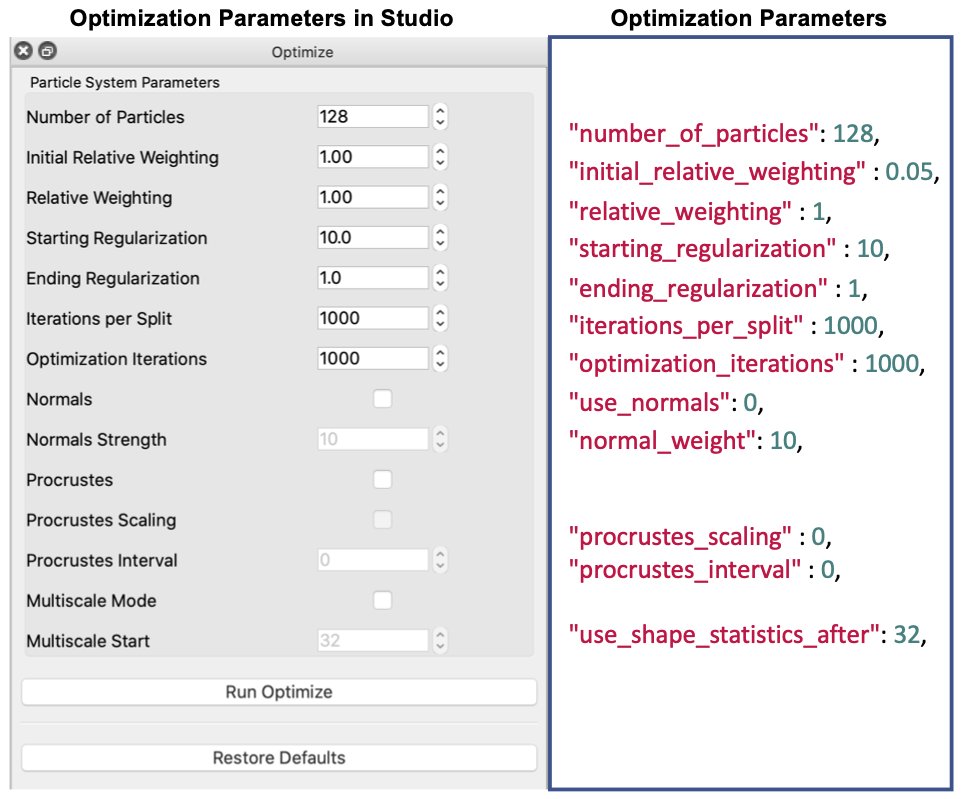 Optimization Parameters in Studio
Optimization Parameters
Optimize
Particle System Parameters
Number of Particles 128
Initial Relative Weighting 1.00
Relative Weighting 1.00
Starting Regularization 10.0
Ending Regularization 1.0
Iterations per Split 1000
Optimization Iterations 1000
Normals
Normals Strength 10
Procrustes
Procrustes Scaling
Procrustes Interval 0
Multiscale Mode
Multiscale Start 32
Run Optimize
Restore Defaults
"number_of_particles": 128,
"initial_relative_weighting" : 0.05,
"relative_weighting" : 1,
"starting_regularization" : 10,
"ending_regularization" : 1,
"iterations_per_split" : 1000,
"optimization_iterations" : 1000,
"use_normals": 0,
"normal_weight": 10,
"procrustes_scaling" : 0,
"procrustes_interval" : 0,
"use_shape_statistics_after": 32,